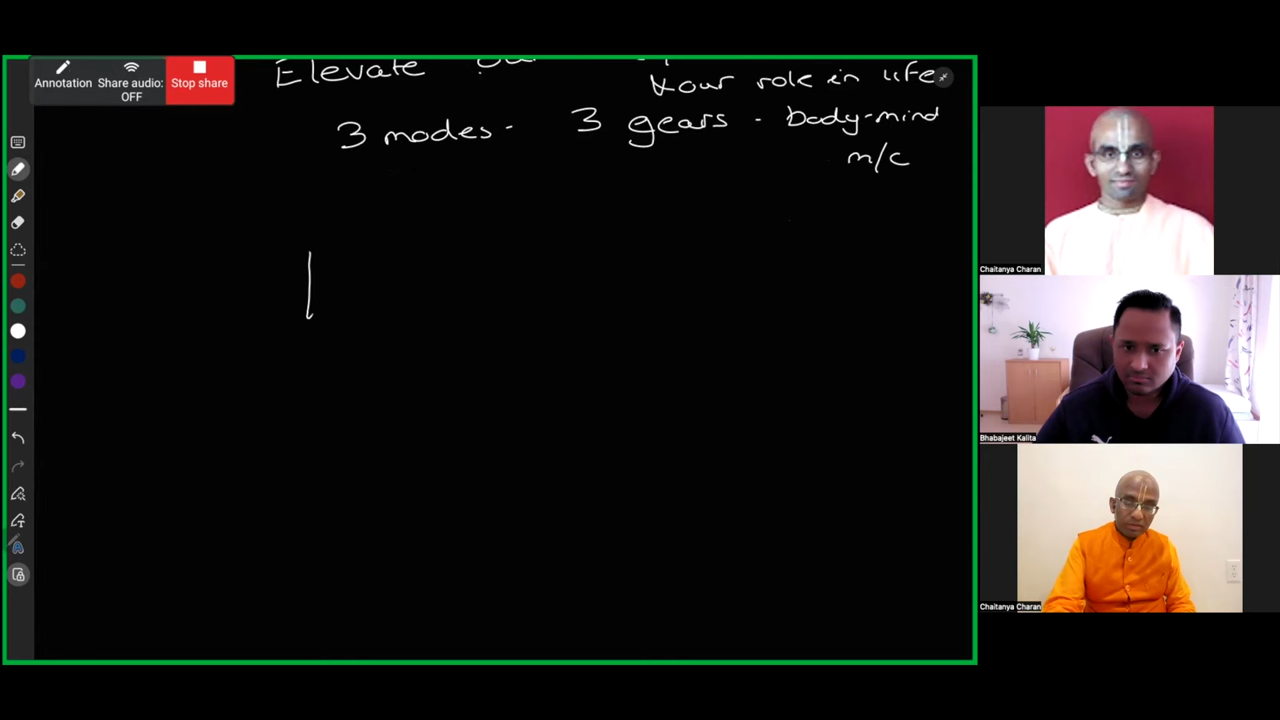 Annotation
Share audio: OFF
Stop share
Elevate
Your role in life
3 modes - 3 gears - body-mind
m/c
Chaitanya Charan
Bhabajeet Kalita
Chaitanya Charan